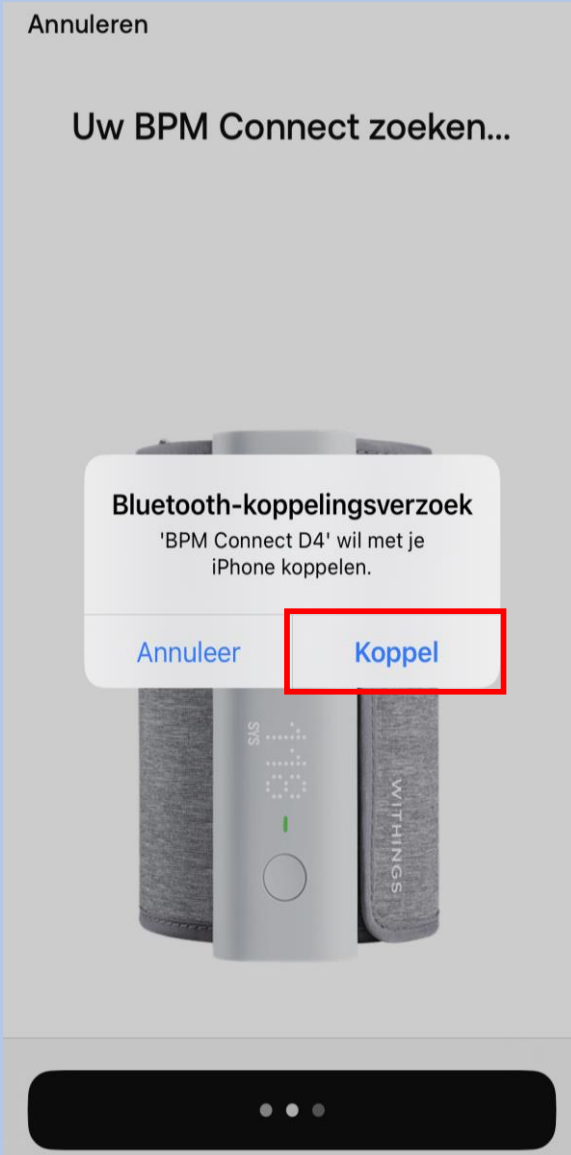 Annuleren
Uw BPM Connect zoeken...
Bluetooth-koppelingsverzoek
'BPM Connect D4' wil met je
iPhone koppelen.
Annuleer
Koppel
SYS
118
WITHINGS